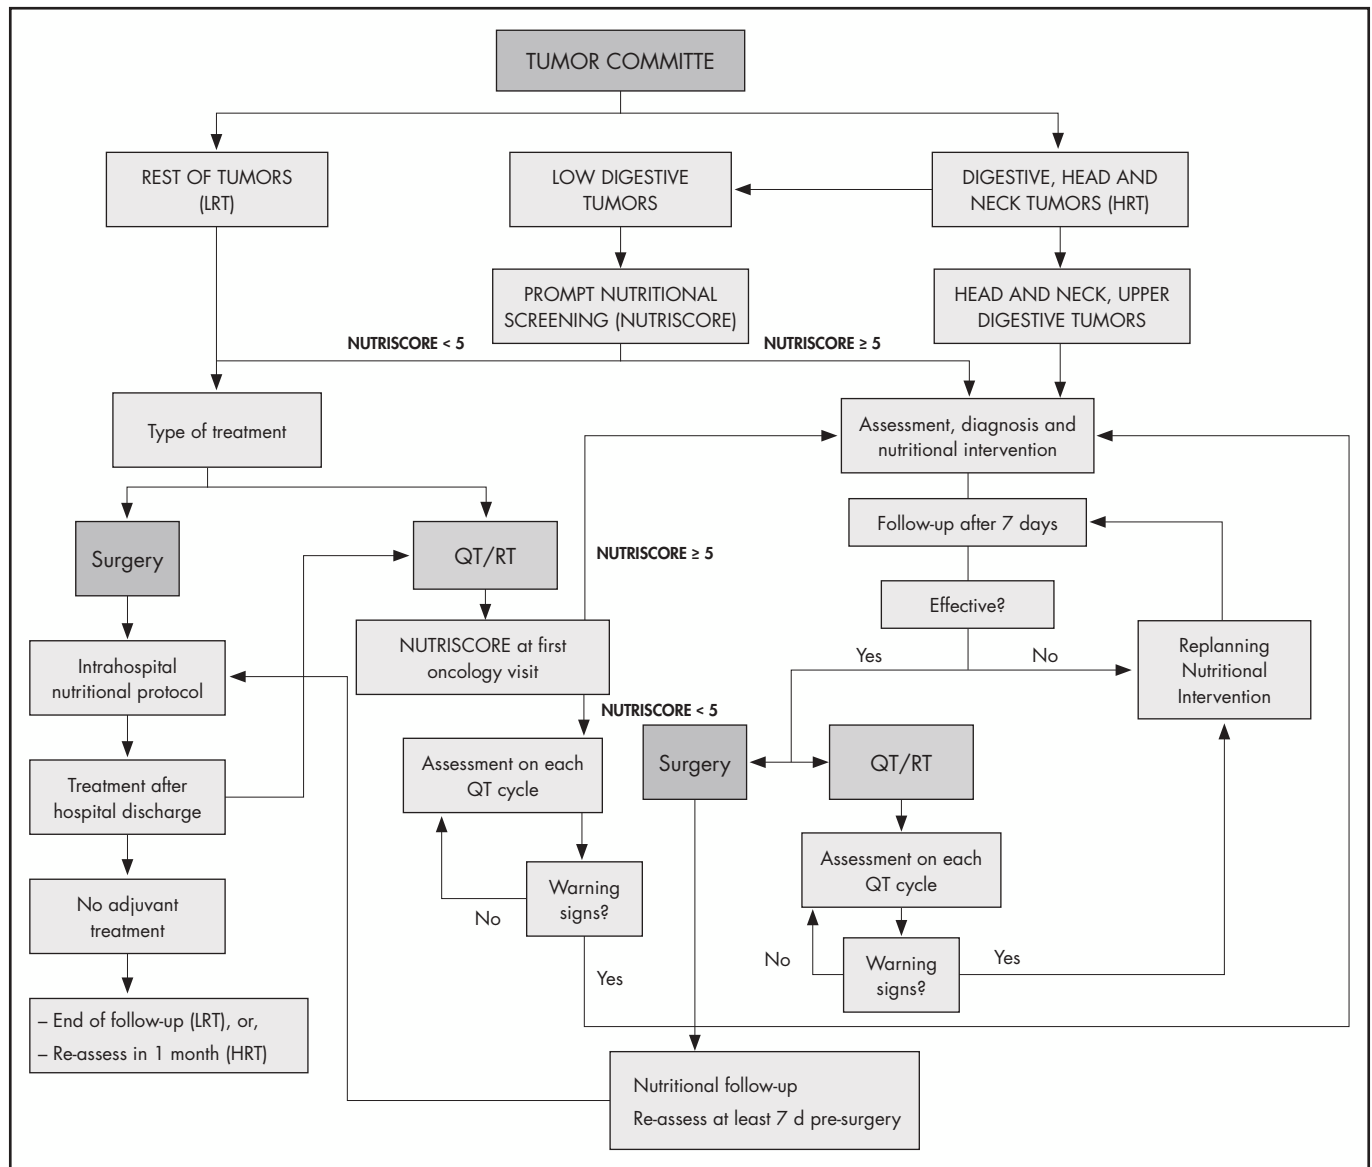 TUMOR COMMITTE
REST OF TUMORS
(LRT)
LOW DIGESTIVE
TUMORS
DIGESTIVE, HEAD AND
NECK TUMORS (HRT)
PROMPT NUTRITIONAL
SCREENING (NUTRISCORE)
HEAD AND NECK, UPPER
DIGESTIVE TUMORS
NUTRISCORE < 5
NUTRISCORE ≥ 5
Type of treatment
Assessment, diagnosis and
nutritional intervention
Surgery
QT/RT
NUTRISCORE ≥ 5
Follow-up after 7 days
Effective?
NUTRISCORE at first
oncology visit
Intrahospital
nutritional protocol
Yes
No
Replanning
Nutritional
Intervention
NUTRISCORE < 5
Assessment on each
QT cycle
Surgery
QT/RT
Treatment after
hospital discharge
Assessment on each
QT cycle
Warning
signs?
No
No adjuvant
treatment
Yes
No
Warning
signs?
Yes
– End of follow-up (LRT), or,
– Re-assess in 1 month (HRT)
Nutritional follow-up
Re-assess at least 7 d pre-surgery